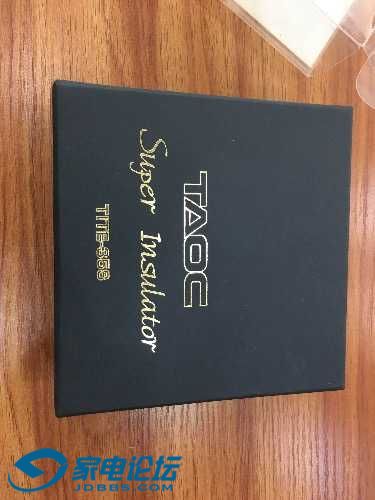 TAOC
Super Insulator
TITE-35S
家电论坛
JDBBS.COM